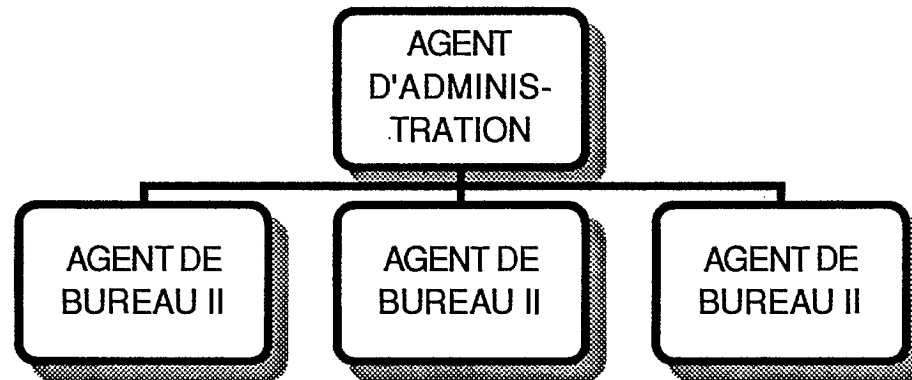 AGENT
D'ADMINIS-
TRATION
AGENT DE
BUREAU II
AGENT DE
BUREAU II
AGENT DE
BUREAU II